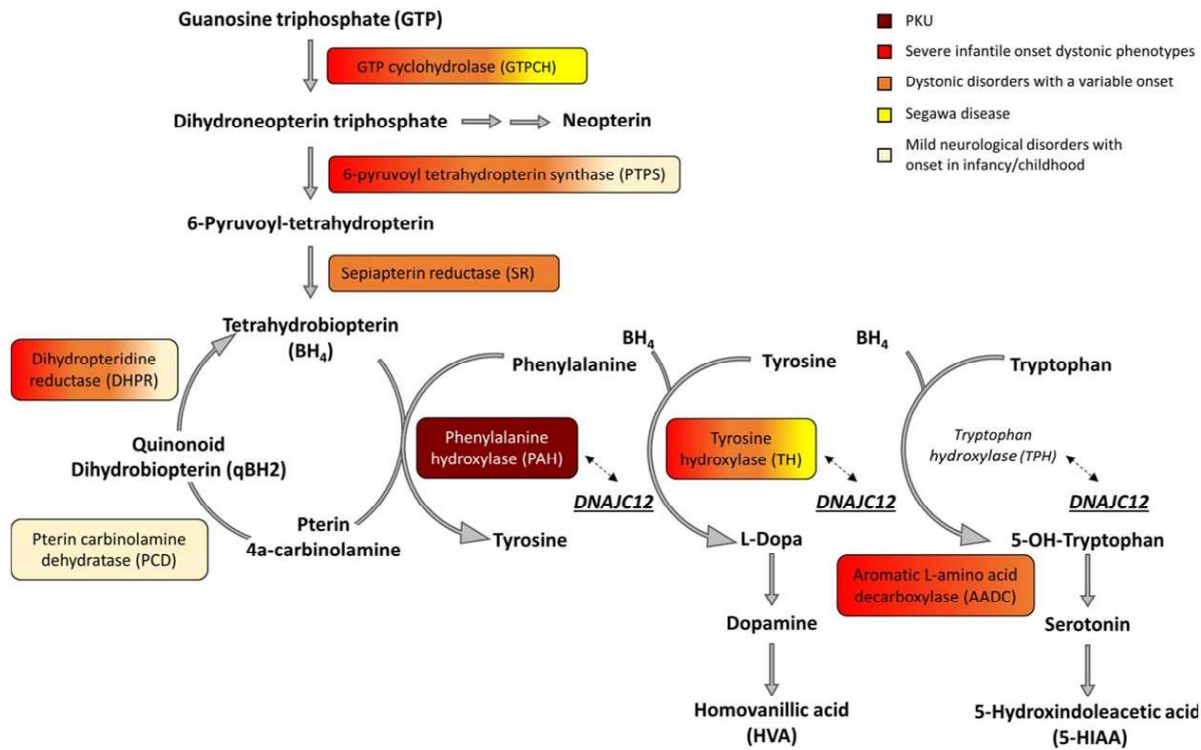 Guanosine triphosphate (GTP)
GTP cyclohydrolase (GTPCH)
Dihydroneopterin triphosphate
Neopterin
6-pyruvoyl tetrahydropterin synthase (PTPS)
6-Pyruvoyl-tetrahydropterin
Sepiapterin reductase (SR)
PKU
Severe infantile onset dystonic phenotypes
Dystonic disorders with a variable onset
Segawa disease
Mild neurological disorders with
onset in infancy/childhood
Tetrahydrobiopterin
(BH4)
Dihydropteridine
reductase (DHPR)
Quinonoid
Dihydrobiopterin (qBH2)
Pterin carbinolamine
dehydratase (PCD)
Pterin
4a-carbinolamine
Phenylalanine
Phenylalanine
hydroxylase (PAH)
DNAJC12
Tyrosine
BH4
Tyrosine
Tyrosine
hydroxylase (TH)
DNAJC12
L-Dopa
Dopamine
Homovanillic acid
(HVA)
BH4
Tryptophan
Tryptophan
hydroxylase (TPH)
DNAJC12
5-OH-Tryptophan
Aromatic L-amino acid
decarboxylase (AADC)
Serotonin
5-Hydroxindoleacetic acid
(5-HIAA)